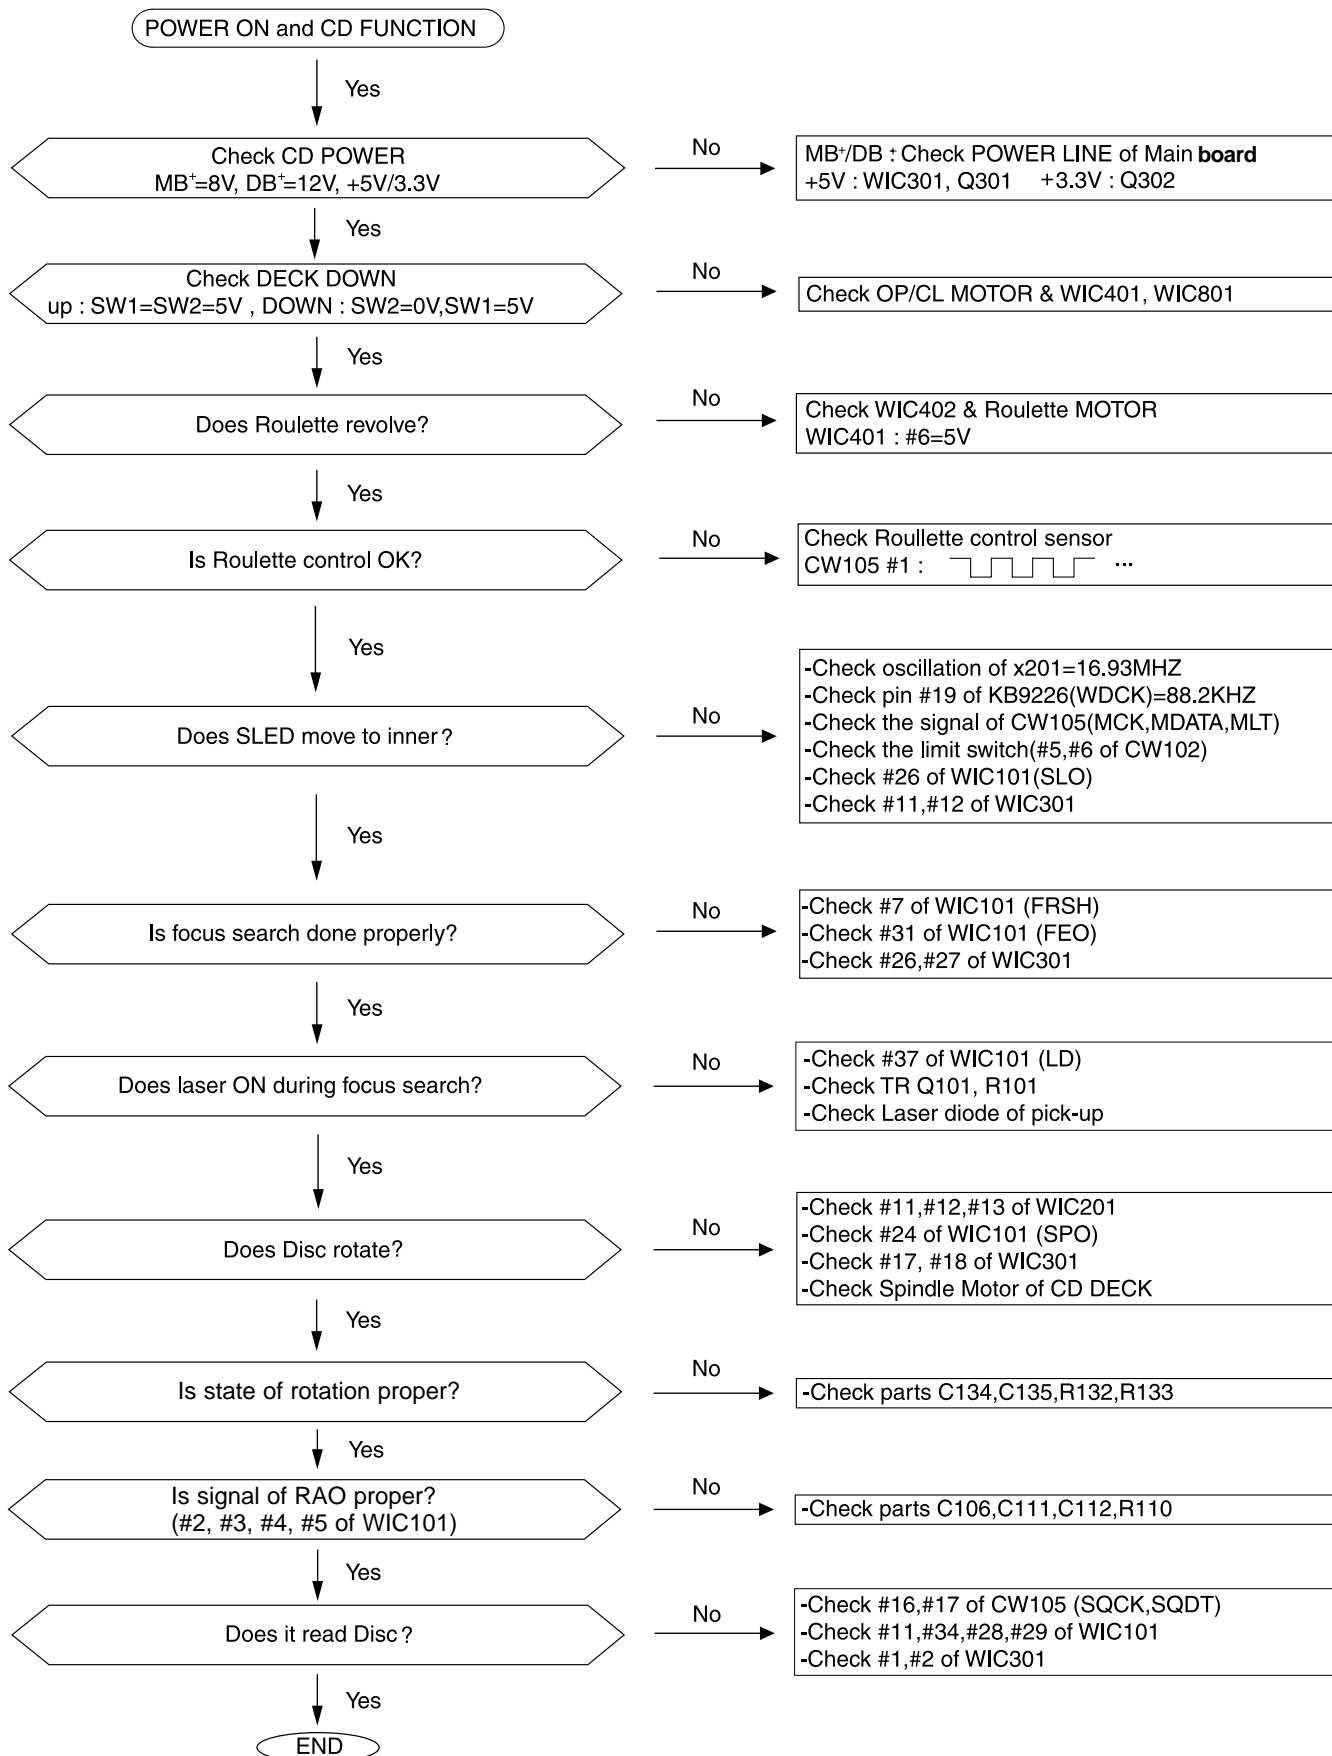 POWER ON and CD FUNCTION
Yes
Check CD POWER
MB⁺=8V, DB⁺=12V, +5V/3.3V
No
MB⁺/DB⁺ : Check POWER LINE of Main board
+5V : WIC301, Q301 +3.3V : Q302
Yes
Check DECK DOWN
up : SW1=SW2=5V , DOWN : SW2=0V,SW1=5V
No
Check OP/CL MOTOR & WIC401, WIC801
Yes
Does Roulette revolve?
No
Check WIC402 & Roulette MOTOR
WIC401 : #6=5V
Yes
Is Roulette control OK?
No
Check Roullette control sensor
CW105 #1 : ...
Yes
Does SLED move to inner?
No
-Check oscillation of x201=16.93MHZ
-Check pin #19 of KB9226(WDCK)=88.2KHZ
-Check the signal of CW105(MCK,MDATA,MLT)
-Check the limit switch(#5,#6 of CW102)
-Check #26 of WIC101(SLO)
-Check #11,#12 of WIC301
Yes
Is focus search done properly?
No
-Check #7 of WIC101 (FRSH)
-Check #31 of WIC101 (FEO)
-Check #26,#27 of WIC301
Yes
Does laser ON during focus search?
No
-Check #37 of WIC101 (LD)
-Check TR Q101, R101
-Check Laser diode of pick-up
Yes
Does Disc rotate?
No
-Check #11,#12,#13 of WIC201
-Check #24 of WIC101 (SPO)
-Check #17, #18 of WIC301
-Check Spindle Motor of CD DECK
Yes
Is state of rotation proper?
No
-Check parts C134,C135,R132,R133
Yes
Is signal of RAO proper?
(#2, #3, #4, #5 of WIC101)
No
-Check parts C106,C111,C112,R110
Yes
Does it read Disc?
No
-Check #16,#17 of CW105 (SQCK,SQDT)
-Check #11,#34,#28,#29 of WIC101
-Check #1,#2 of WIC301
Yes
END